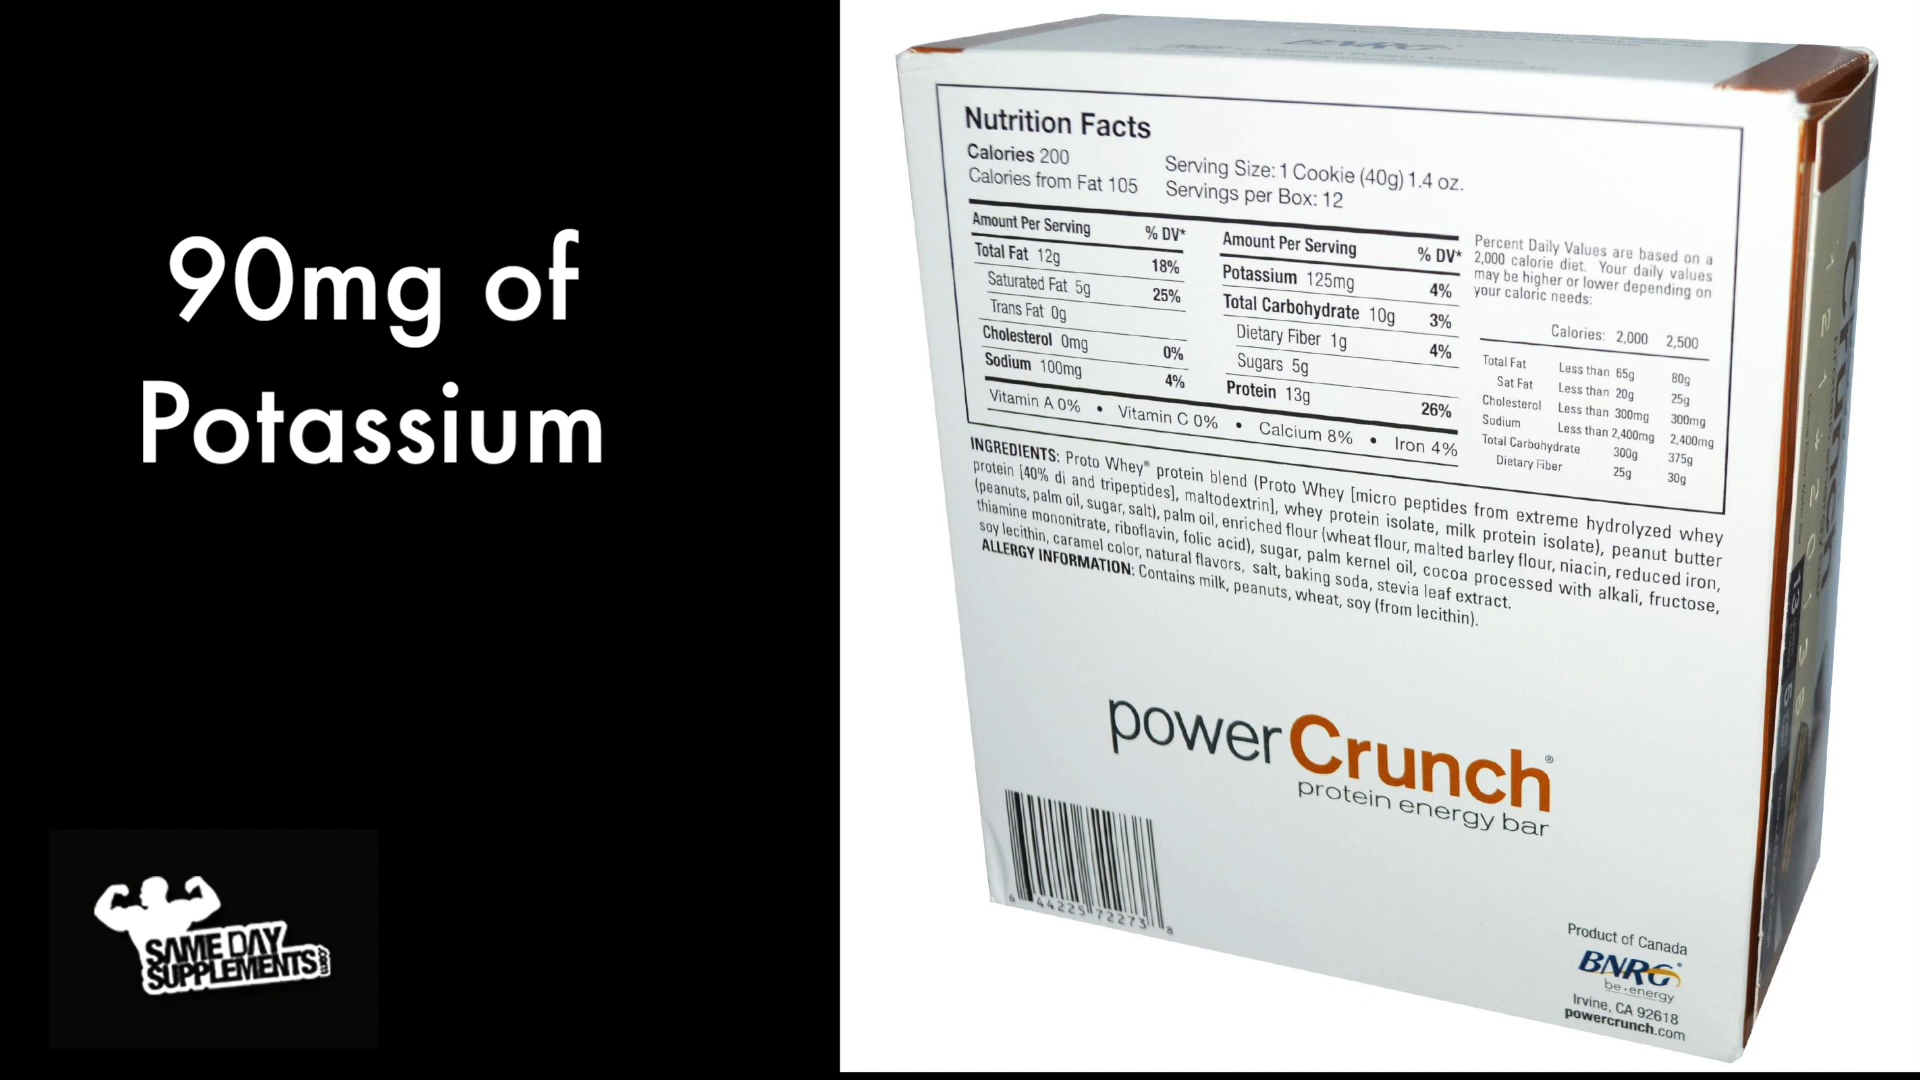 90mg of
Potassium
SAME DAY
SUPPLEMENTS
.com
BNRG
Nutrition Facts
Calories 200
Calories from Fat 105
Serving Size: 1 Cookie (40g) 1.4 oz.
Servings per Box: 12
Amount Per Serving % DV*
Total Fat 12g 18%
Saturated Fat 5g 25%
Trans Fat 0g
Cholesterol 0mg 0%
Sodium 100mg 4%
Amount Per Serving % DV*
Potassium 125mg 4%
Total Carbohydrate 10g 3%
Dietary Fiber 1g 4%
Sugars 5g
Protein 13g 26%
Vitamin A 0% • Vitamin C 0% • Calcium 8% • Iron 4%
Percent Daily Values are based on a
2,000 calorie diet. Your daily values
may be higher or lower depending on
your caloric needs:
Calories: 2,000 2,500
Total Fat Less than 65g 80g
Sat Fat Less than 20g 25g
Cholesterol Less than 300mg 300mg
Sodium Less than 2,400mg 2,400mg
Total Carbohydrate 300g 375g
Dietary Fiber 25g 30g
INGREDIENTS: Proto Whey® protein blend (Proto Whey [micro peptides from extreme hydrolyzed whey
protein [40% di and tripeptides], maltodextrin], whey protein isolate, milk protein isolate), peanut butter
(peanuts, palm oil, sugar, salt), palm oil, enriched flour (wheat flour, malted barley flour, niacin, reduced iron,
thiamine mononitrate, riboflavin, folic acid), sugar, palm kernel oil, cocoa processed with alkali, fructose,
soy lecithin, caramel color, natural flavors, salt, baking soda, stevia leaf extract.
ALLERGY INFORMATION: Contains milk, peanuts, wheat, soy (from lecithin).
powerCrunch®
protein energy bar
6 44225 72273 8
Product of Canada
BNRG®
be-energy
Irvine, CA 92618
powercrunch.com